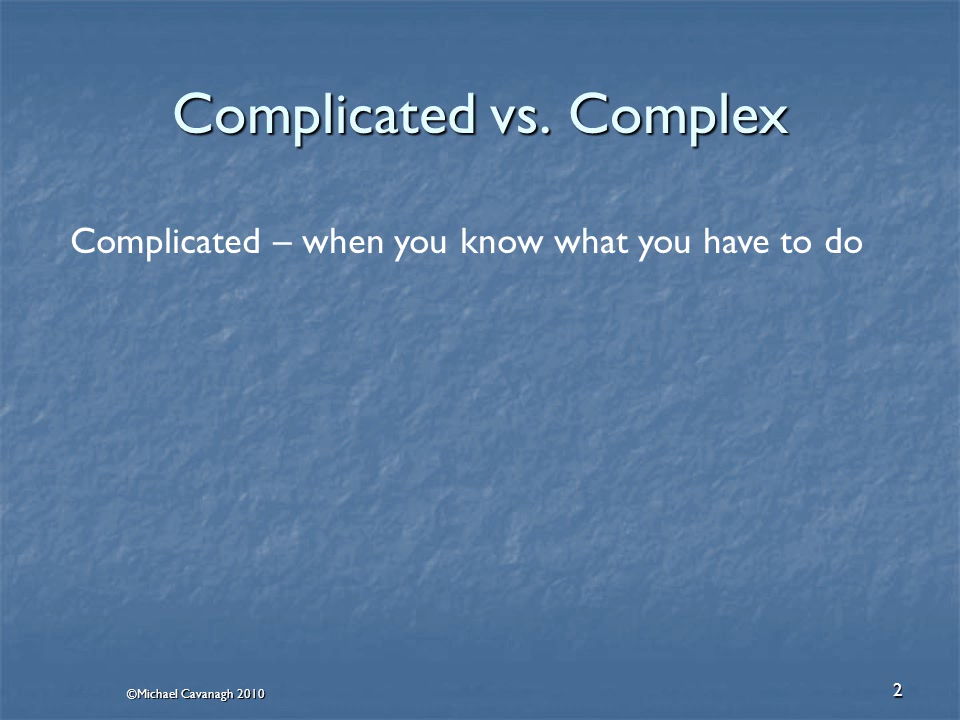 Complicated vs. Complex
Complicated – when you know what you have to do
©Michael Cavanagh 2010
2